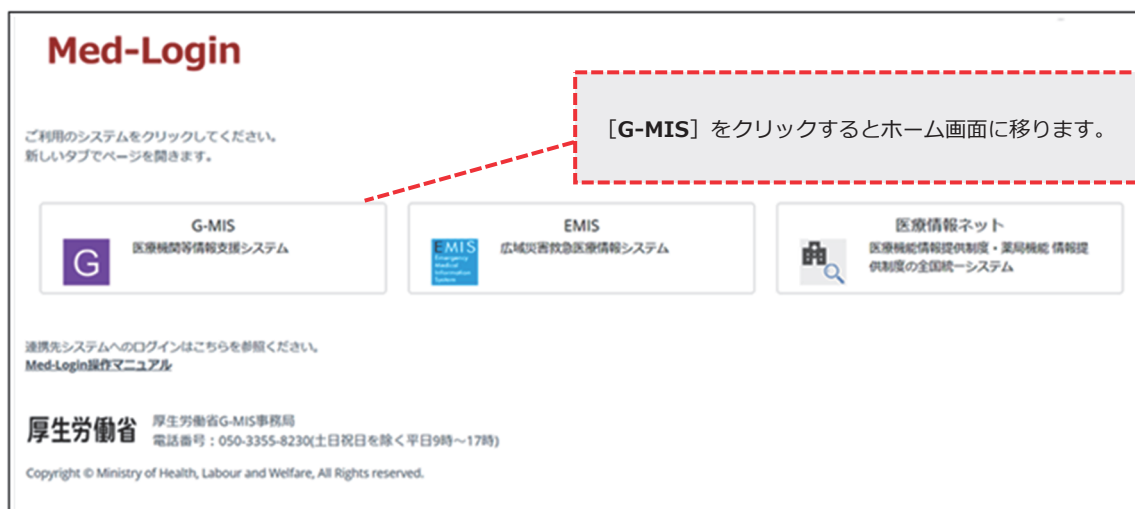 Med-Login
［G-MIS］をクリックするとホーム画面に移ります。
ご利用のシステムをクリックしてください。
新しいタブでページを開きます。
G-MIS
医療機関等情報支援システム
G
EMIS
広域災害救急医療情報システム
EMIS
Emergency
Medical
Information
System
医療情報ネット
医療機能情報提供制度・薬局機能 情報提
供制度の全国統一システム
連携先システムへのログインはこちらを参照ください。
Med-Login操作マニュアル
厚生労働省
厚生労働省G-MIS事務局
電話番号：050-3355-8230(土日祝日を除く平日9時～17時)
Copyright © Ministry of Health, Labour and Welfare, All Rights reserved.